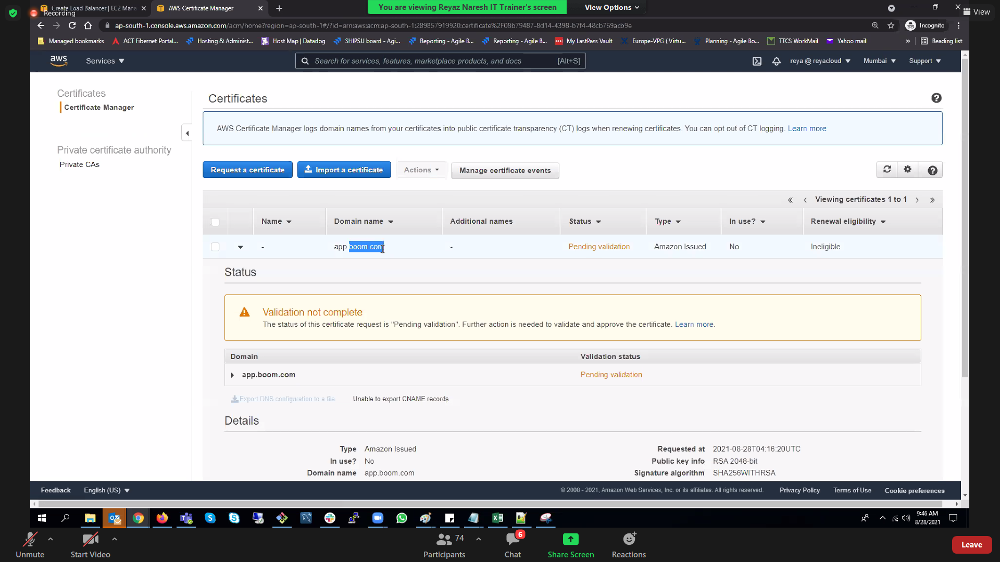 Create Load Balancer | EC2 Mana
AWS Certificate Manager
You are viewing Reyaz Naresh IT Trainer's screen
View Options
Recording
View
ap-south-1.console.aws.amazon.com/acm/home?region=ap-south-1#/?id=arn:aws:acm:ap-south-1:289857919920:certificate%2F08b79487-8d14-4398-b7f4-48cb769acb9e
Incognito
Managed bookmarks
ACT Fibernet Portal...
Hosting & Administ...
Host Map | Datadog
SHIPSU board - Agi...
Reporting - Agile B...
Reporting - Agile B...
My LastPass Vault
Europe-VPG ( Virtu...
Planning - Agile Bo...
TTCS WorkMail
Yahoo mail
»
Reading list
aws
Services
Search for services, features, marketplace products, and docs
[Alt+S]
reya @ reyacloud
Mumbai
Support
Certificates
Certificate Manager
Private certificate authority
Private CAs
Certificates
AWS Certificate Manager logs domain names from your certificates into public certificate transparency (CT) logs when renewing certificates. You can opt out of CT logging. Learn more
Request a certificate
Import a certificate
Actions
Manage certificate events
« ‹ Viewing certificates 1 to 1 › »
Name
Domain name
Additional names
Status
Type
In use?
Renewal eligibility
-
app.boom.com
-
Pending validation
Amazon Issued
No
Ineligible
Status
Validation not complete
The status of this certificate request is "Pending validation". Further action is needed to validate and approve the certificate. Learn more.
Domain
Validation status
app.boom.com
Pending validation
Export DNS configuration to a file
Unable to export CNAME records
Details
Type Amazon Issued
In use? No
Domain name app.boom.com
Requested at 2021-08-28T04:16:20UTC
Public key info RSA 2048-bit
Signature algorithm SHA256WITHRSA
Feedback
English (US)
© 2008 - 2021, Amazon Web Services, Inc. or its affiliates. All rights reserved.
Privacy Policy
Terms of Use
Cookie preferences
9:46 AM
8/28/2021
Unmute
Start Video
74
Participants
6
Chat
Share Screen
Reactions
Leave